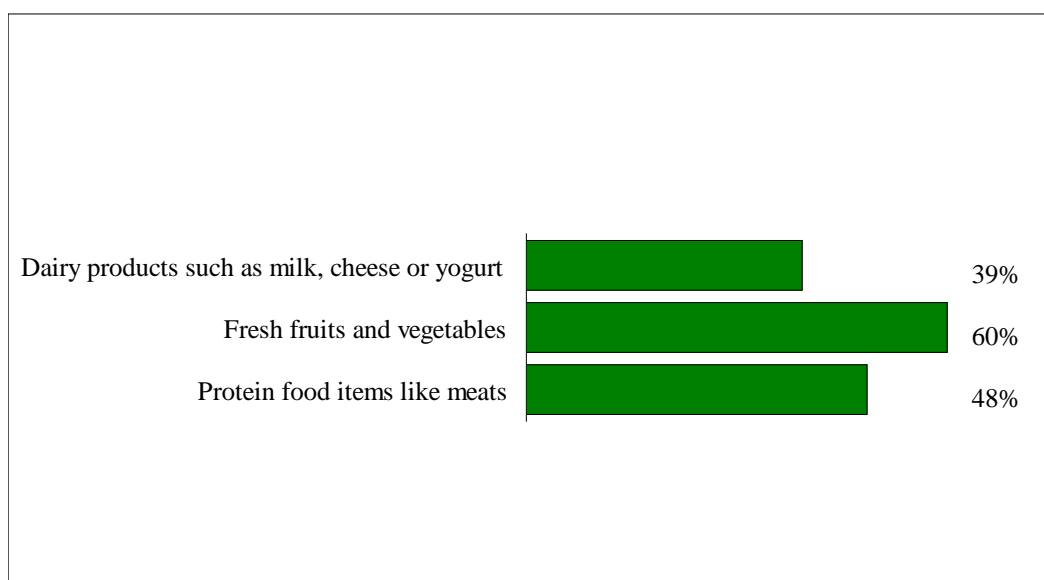 Dairy products such as milk, cheese or yogurt 39%
Fresh fruits and vegetables 60%
Protein food items like meats 48%